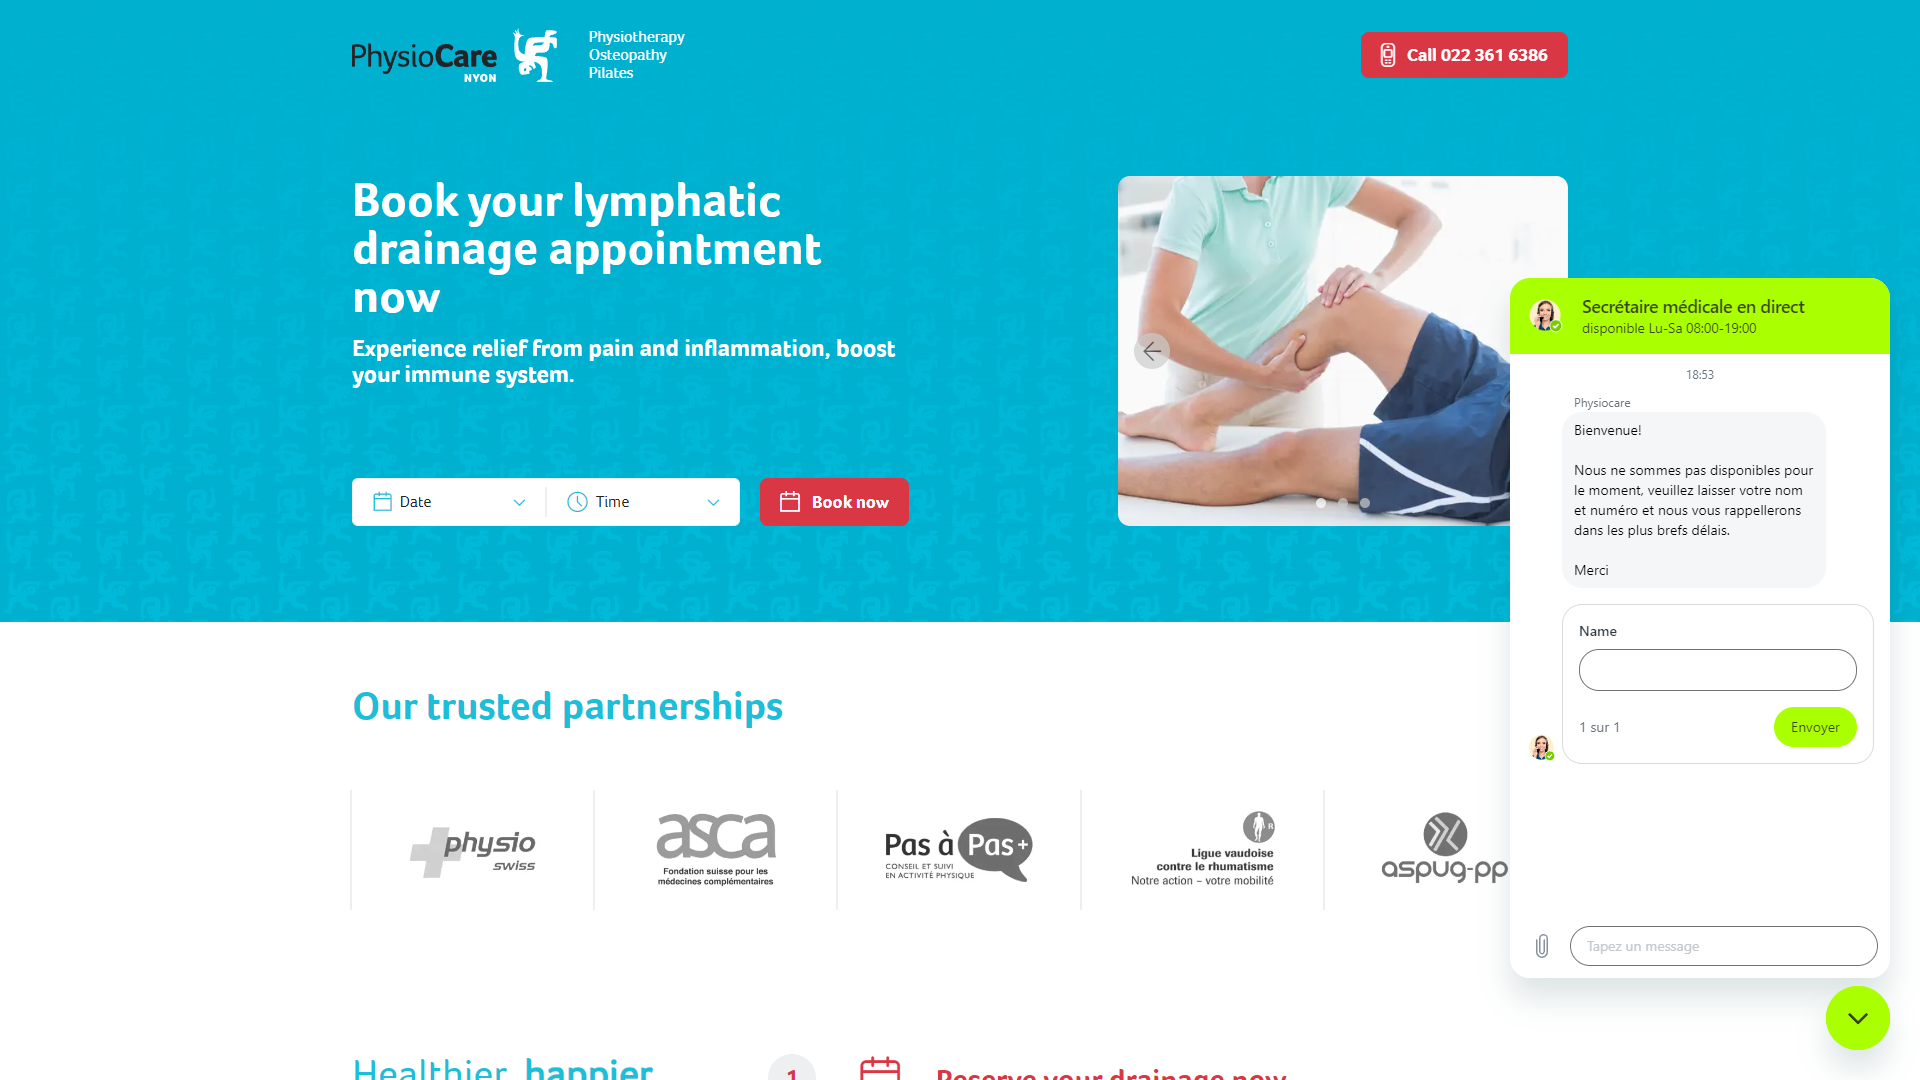 PhysioCare
NYON
Physiotherapy
Osteopathy
Pilates
Call 022 361 6386
Book your lymphatic
drainage appointment
now
Experience relief from pain and inflammation, boost
your immune system.
Date
Time
Book now
Secrétaire médicale en direct
disponible Lu-Sa 08:00-19:00
18:53
Physiocare
Bienvenue!
Nous ne sommes pas disponibles pour
le moment, veuillez laisser votre nom
et numéro et nous vous rappellerons
dans les plus brefs délais.
Merci
Name
1 sur 1
Envoyer
Tapez un message
Our trusted partnerships
physio
swiss
asca
Fondation suisse pour les
médecines complémentaires
Pas à Pas+
CONSEIL ET SUIVI
EN ACTIVITÉ PHYSIQUE
R
Ligue vaudoise
contre le rhumatisme
Notre action – votre mobilité
aspug-pp
Healthier, happier
1
Reserve your drainage now